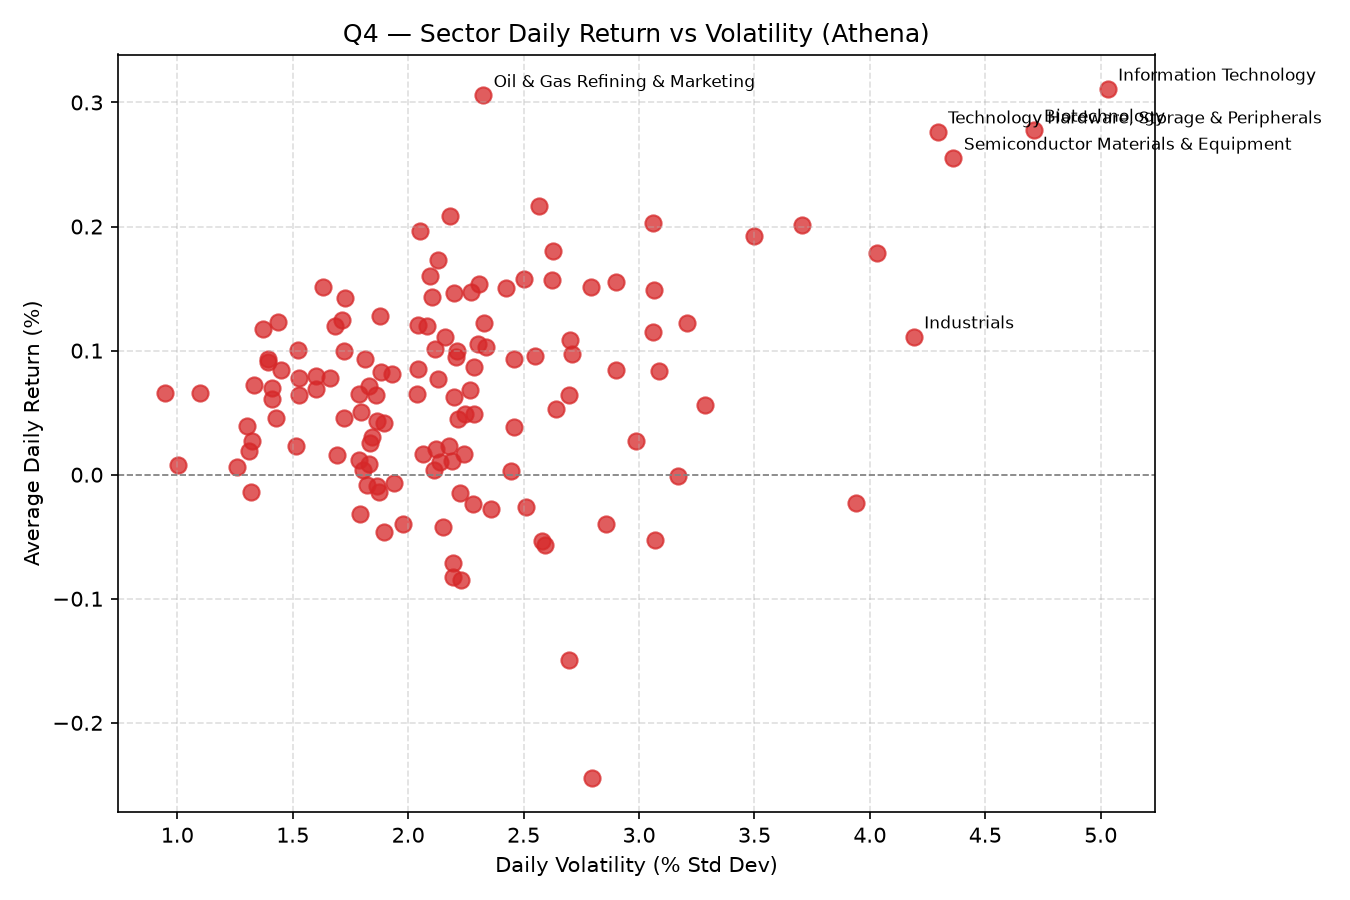 Q4 — Sector Daily Return vs Volatility (Athena)
Information Technology
Oil & Gas Refining & Marketing
Biotechnology
Technology Hardware, Storage & Peripherals
Semiconductor Materials & Equipment
Industrials
Average Daily Return (%)
0.3
0.2
0.1
0.0
−0.1
−0.2
1.0 1.5 2.0 2.5 3.0 3.5 4.0 4.5 5.0
Daily Volatility (% Std Dev)